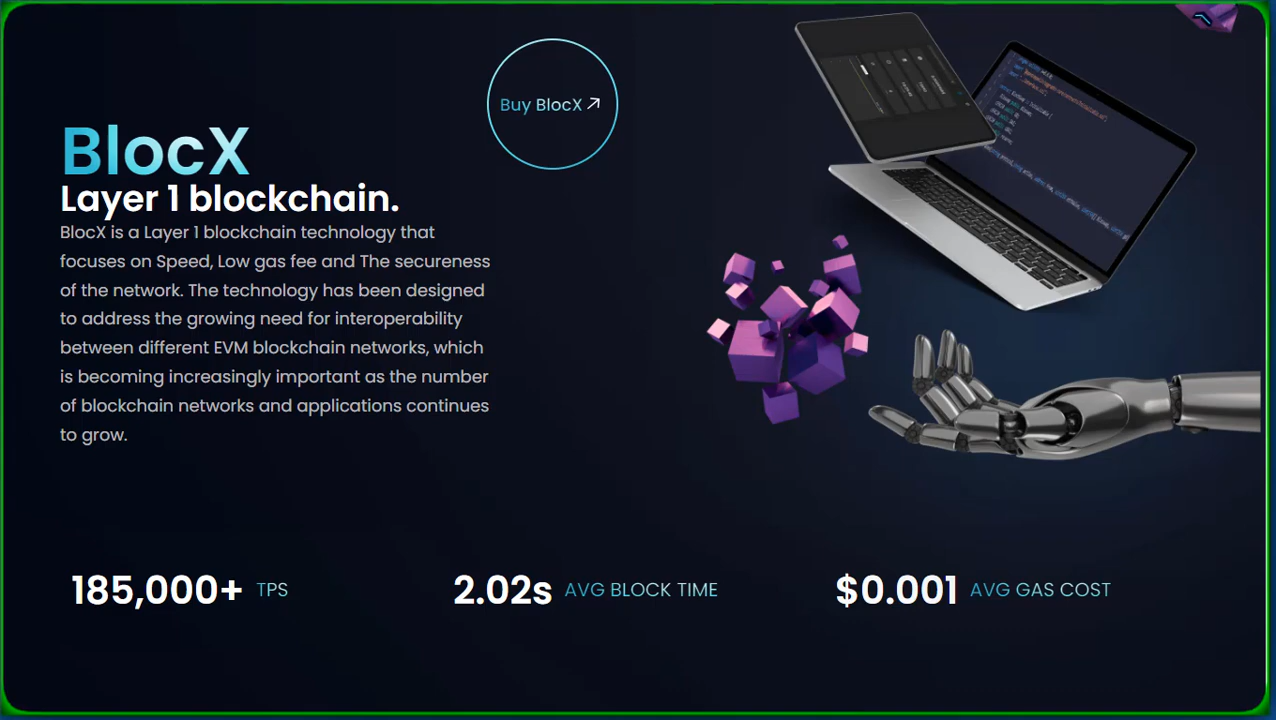 Buy BlocX
BlocX
Layer 1 blockchain.
BlocX is a Layer 1 blockchain technology that
focuses on Speed, Low gas fee and The secureness
of the network. The technology has been designed
to address the growing need for interoperability
between different EVM blockchain networks, which
is becoming increasingly important as the number
of blockchain networks and applications continues
to grow.
185,000+ TPS
2.02s AVG BLOCK TIME
$0.001 AVG GAS COST